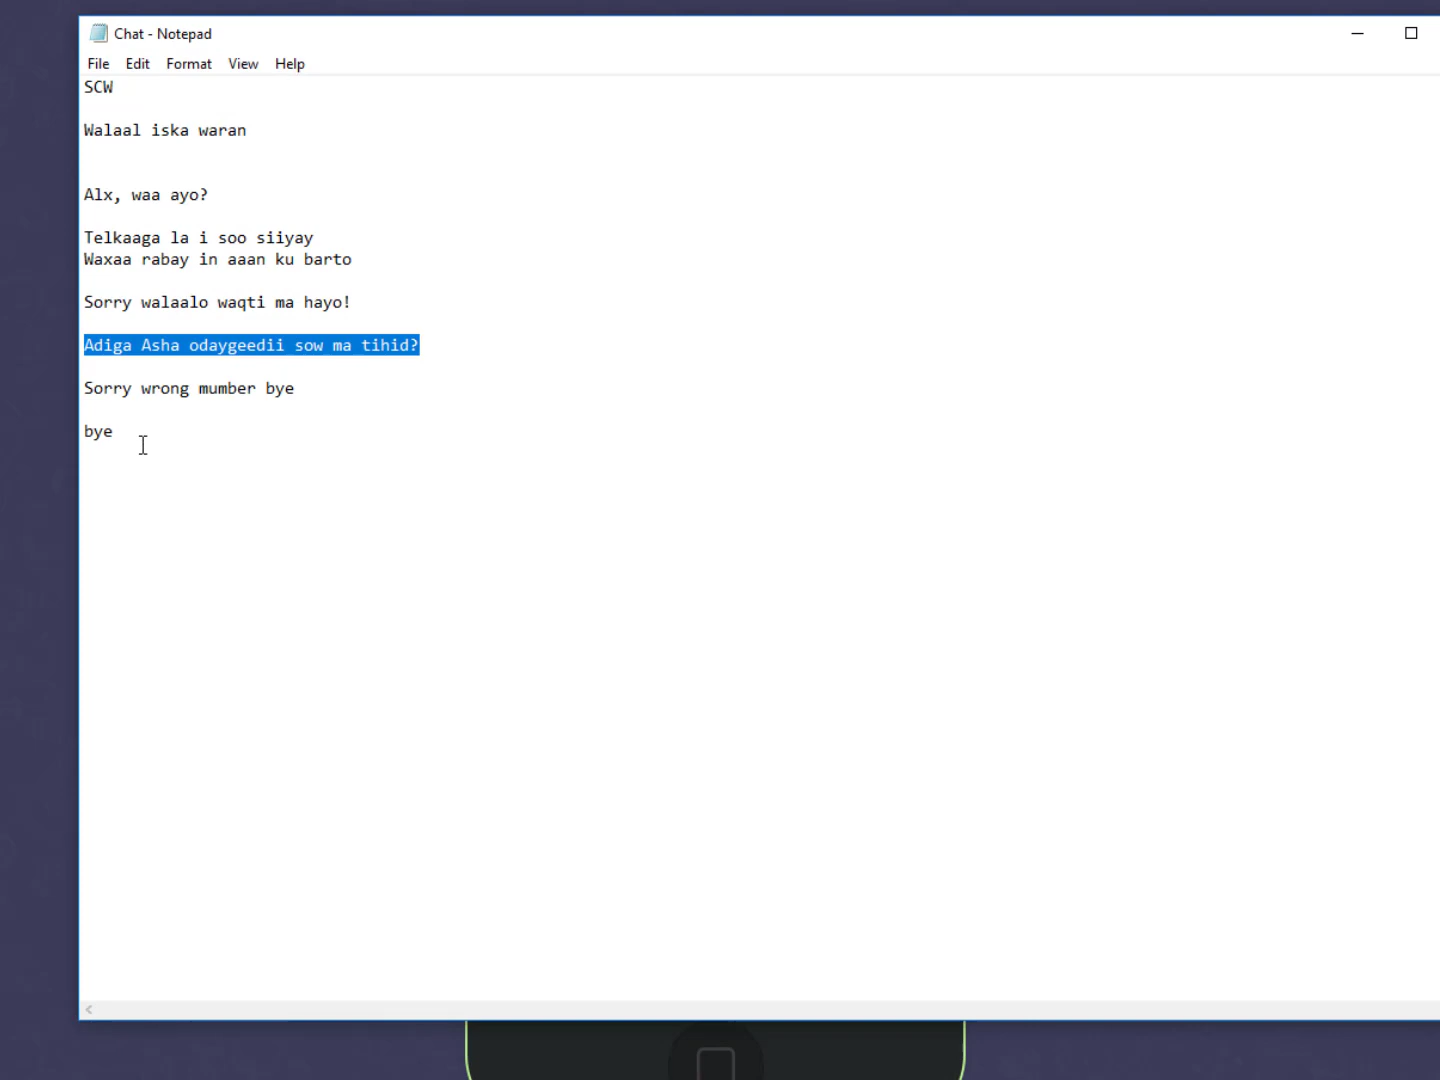 Chat - Notepad
File Edit Format View Help
SCW
Walaal iska waran
Alx, waa ayo?
Telkaaga la i soo siiyay
Waxaa rabay in aaan ku barto
Sorry walaalo waqti ma hayo!
Adiga Asha odaygeedii sow ma tihid?
Sorry wrong mumber bye
bye